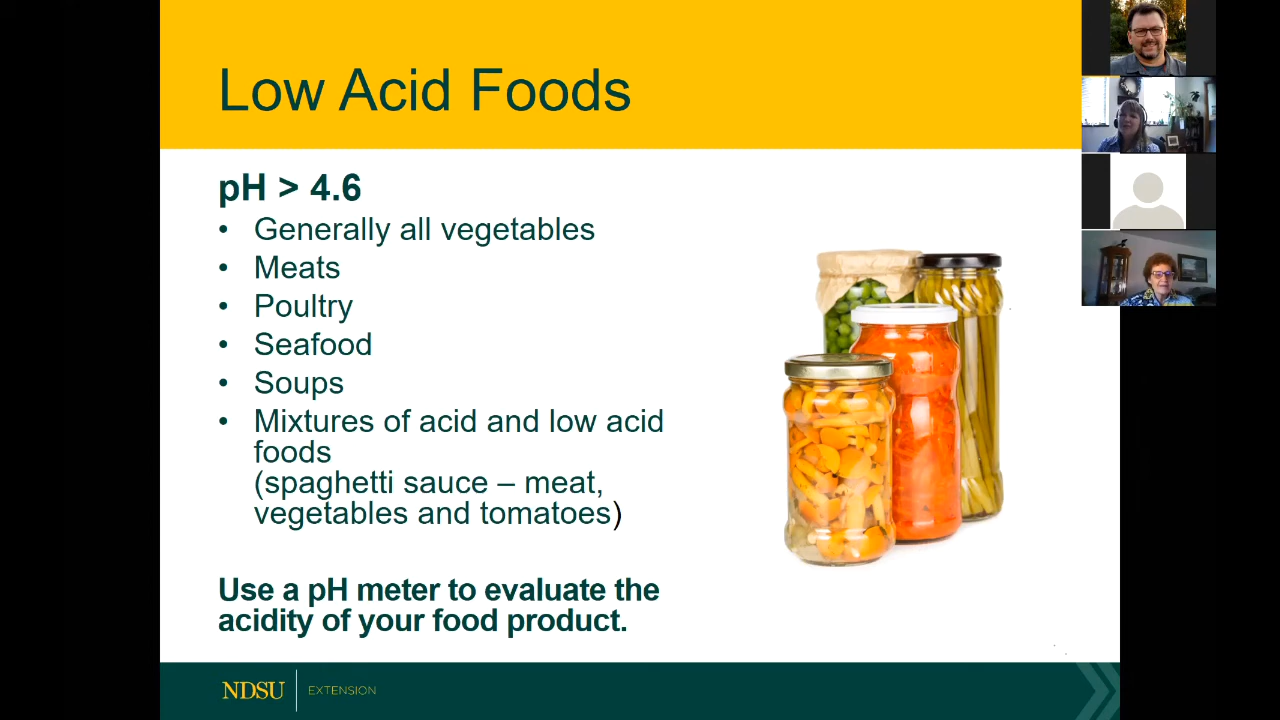 Low Acid Foods
pH > 4.6
• Generally all vegetables
• Meats
• Poultry
• Seafood
• Soups
• Mixtures of acid and low acid
foods
(spaghetti sauce – meat,
vegetables and tomatoes)
Use a pH meter to evaluate the
acidity of your food product.
NDSU EXTENSION